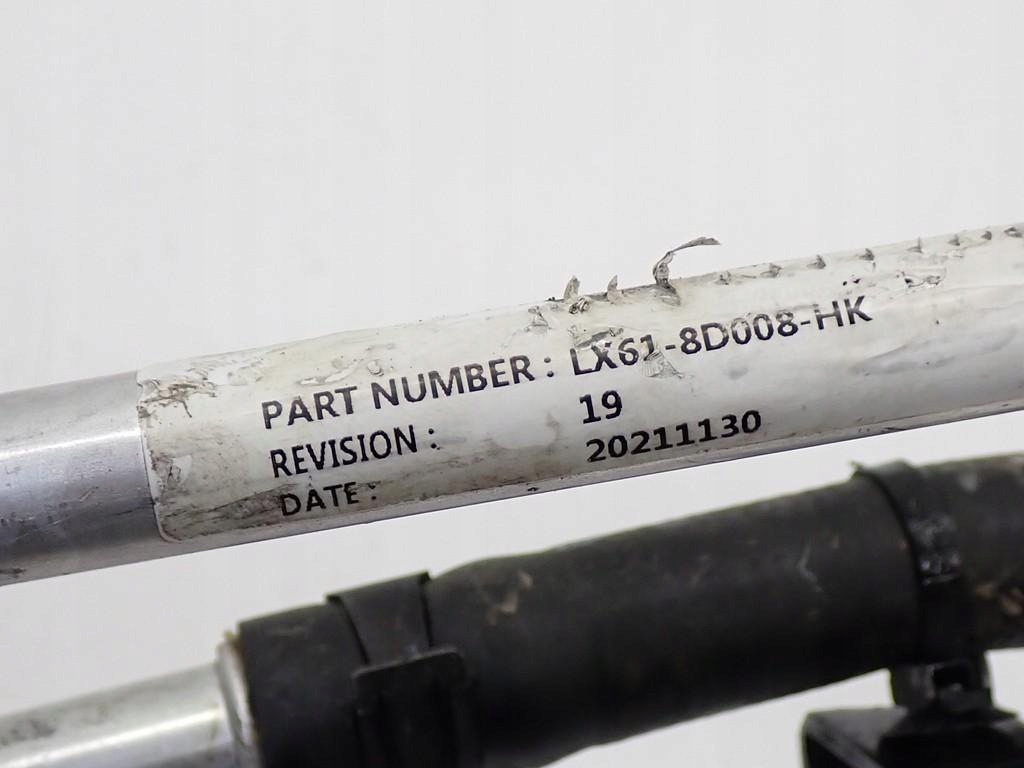 PART NUMBER : LX61-8D008-HK
REVISION : 19
DATE : 20211130